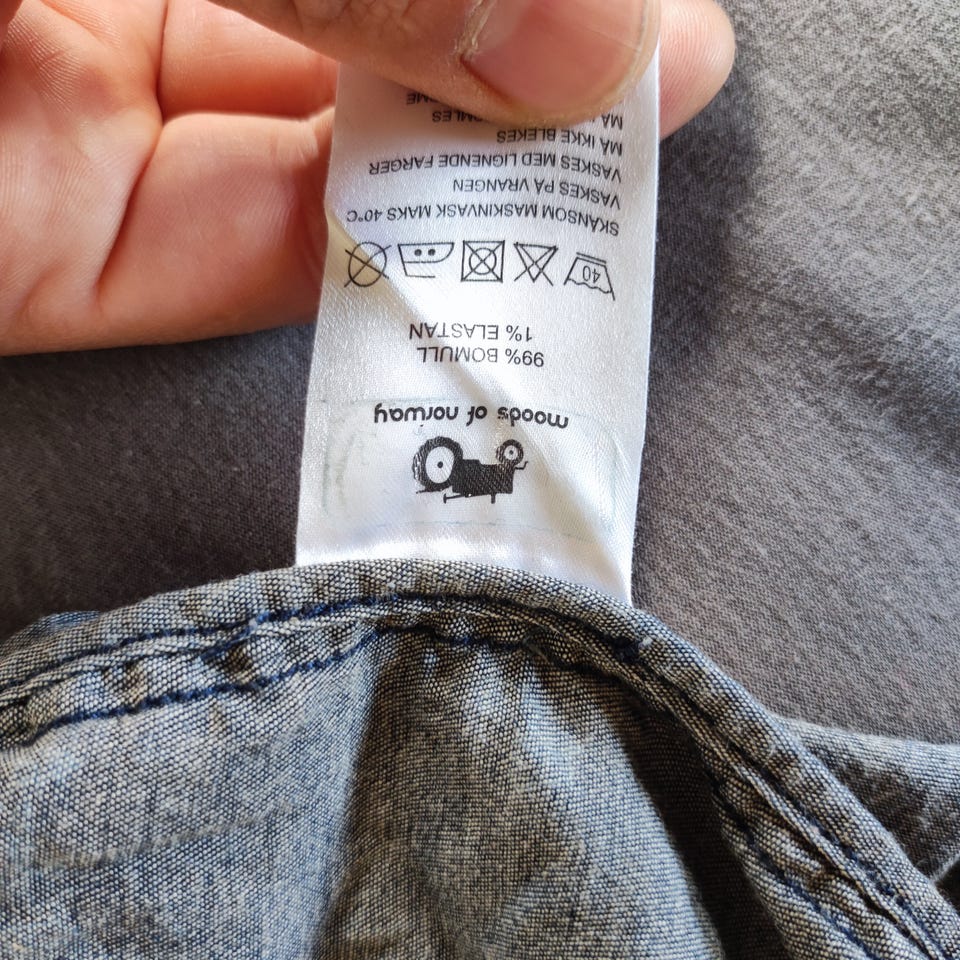 moods of norway
99% BOMULL
1% ELASTAN
40
SKÅNSOM MASKINVASK MAKS 40°C
VASKES PÅ VRANGEN
VASKES MED LIGNENDE FARGER
MÅ IKKE BLEKES